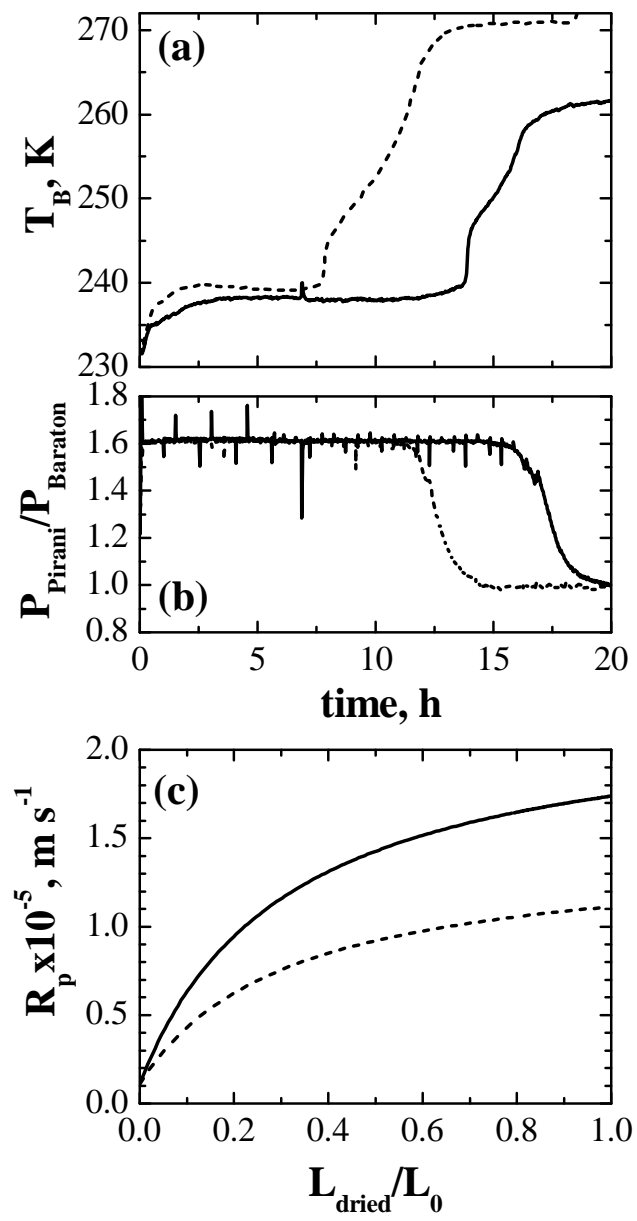 (a)
270
260
250
240
230
T_B, K
1.8
1.6
1.4
1.2
1.0
0.8
P_Pirani/P_Baraton
(b)
0 5 10 15 20
time, h
2.0
1.5
1.0
0.5
0.0
(c)
R_p x10^-5, m s^-1
0.0 0.2 0.4 0.6 0.8 1.0
L_dried/L_0